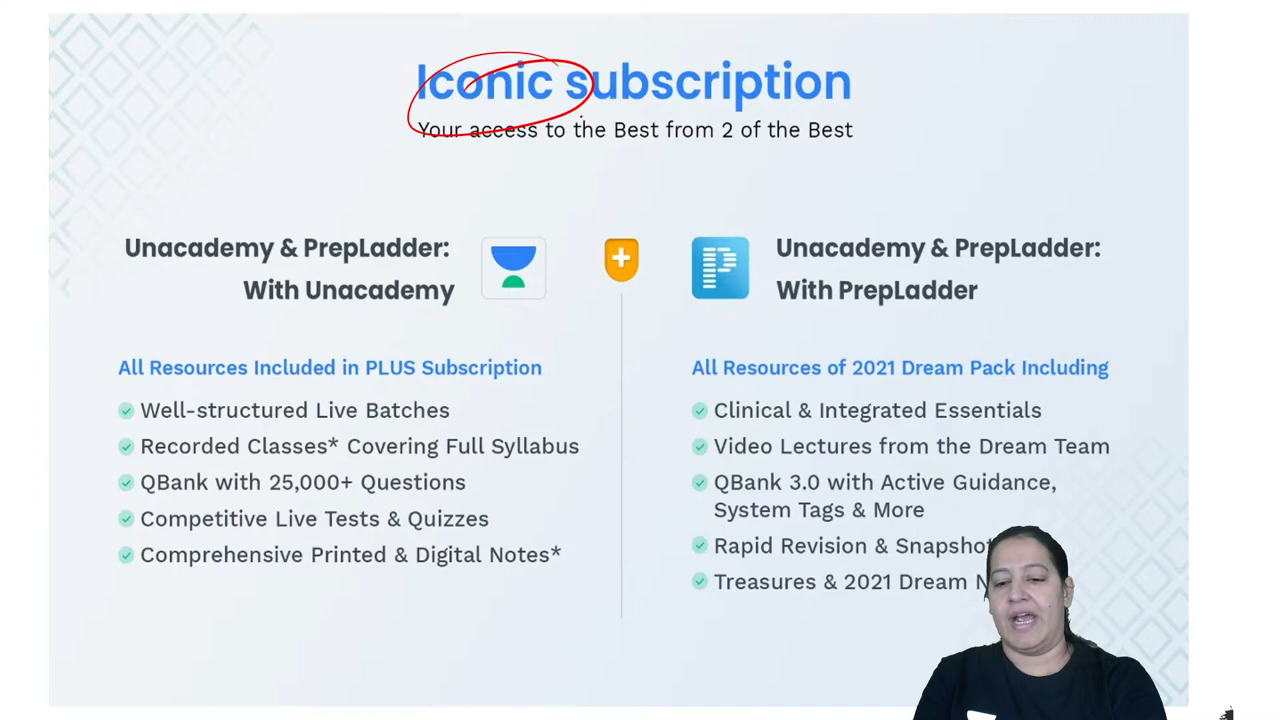 Iconic subscription
Your access to the Best from 2 of the Best
Unacademy & PrepLadder:
With Unacademy
All Resources Included in PLUS Subscription
Well-structured Live Batches
Recorded Classes* Covering Full Syllabus
QBank with 25,000+ Questions
Competitive Live Tests & Quizzes
Comprehensive Printed & Digital Notes*
Unacademy & PrepLadder:
With PrepLadder
All Resources of 2021 Dream Pack Including
Clinical & Integrated Essentials
Video Lectures from the Dream Team
QBank 3.0 with Active Guidance,
System Tags & More
Rapid Revision &
Treasures & 2021 Dream